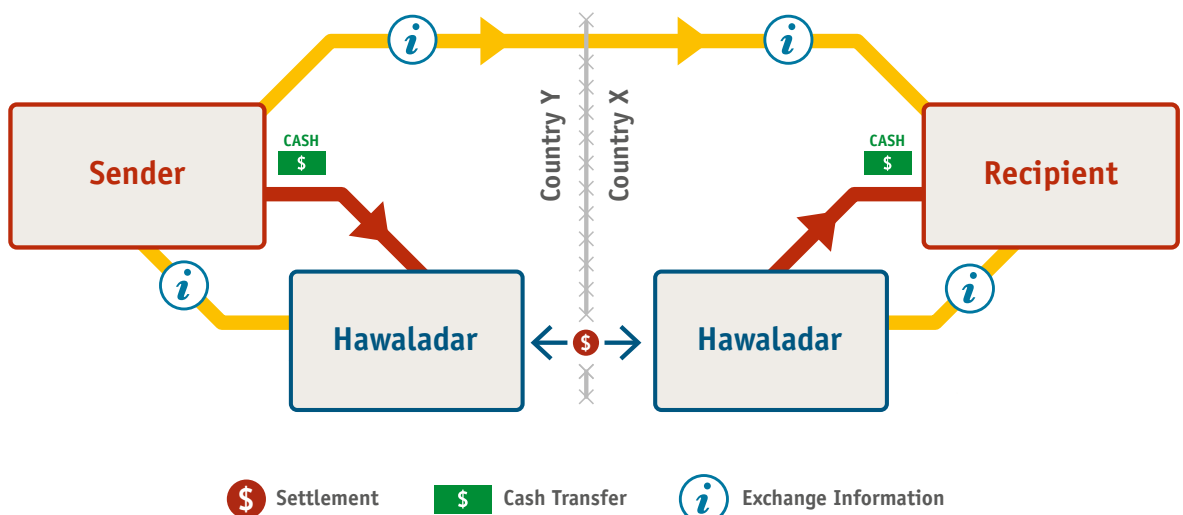 i
i
Country Y
Country X
CASH
$
CASH
$
Sender
Recipient
i
i
Hawaladar
$
Hawaladar
$ Settlement
$ Cash Transfer
i Exchange Information